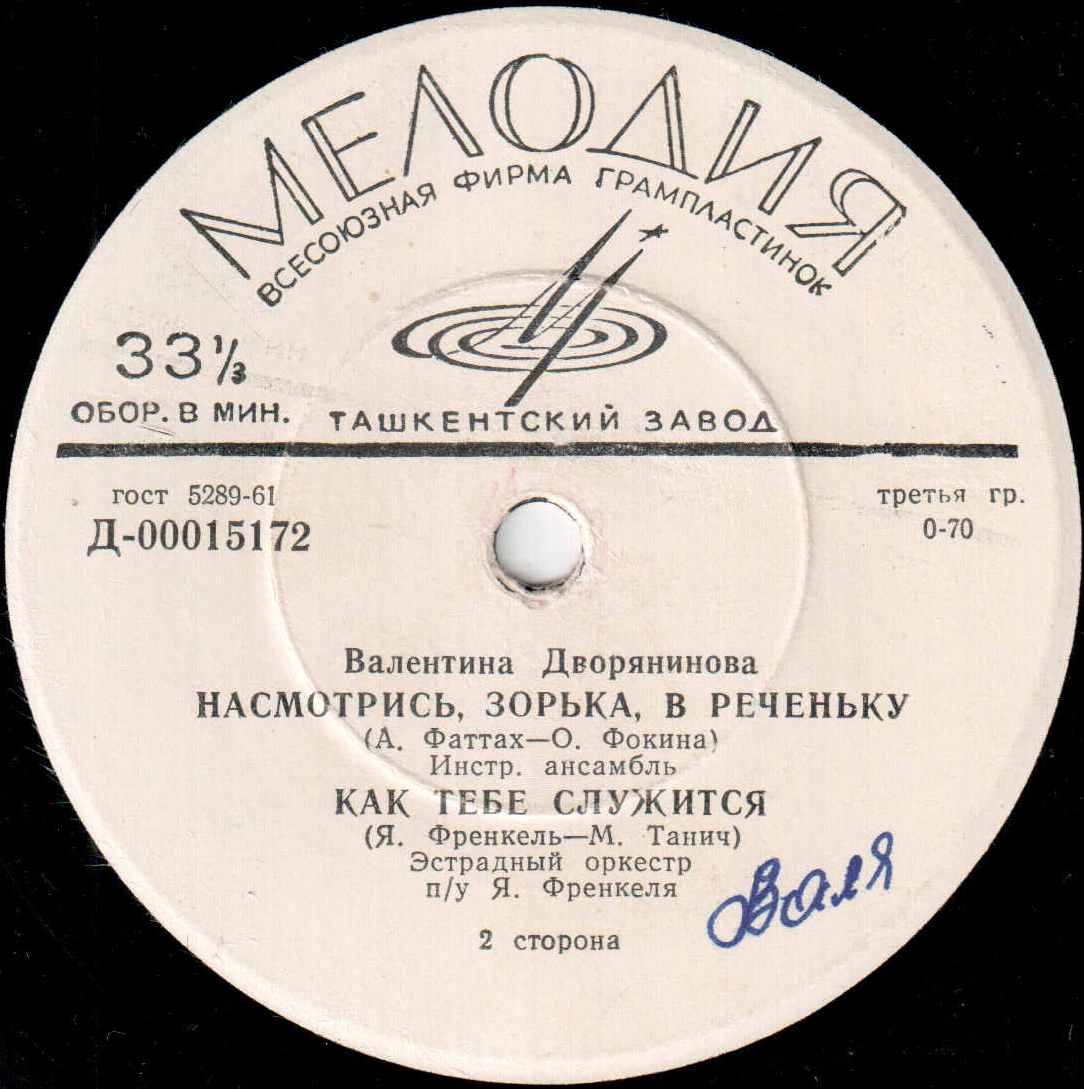 МЕЛОДИЯ
ВСЕСОЮЗНАЯ ФИРМА ГРАМПЛАСТИНОК
33⅓
ОБОР. В МИН.
ТАШКЕНТСКИЙ ЗАВОД
гост 5289-61
Д-00015172
третья гр.
0-70
Валентина Дворянинова
НАСМОТРИСЬ, ЗОРЬКА, В РЕЧЕНЬКУ
(А. Фаттах—О. Фокина)
Инстр. ансамбль
КАК ТЕБЕ СЛУЖИТСЯ
(Я. Френкель—М. Танич)
Эстрадный оркестр
п/у Я. Френкеля
Валя
2 сторона